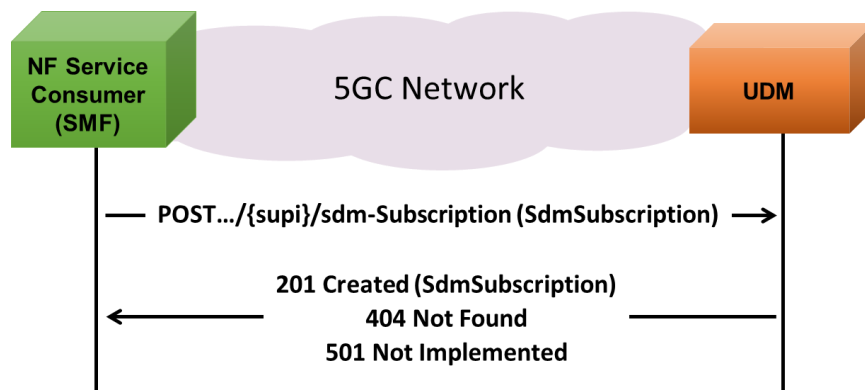 NF Service
Consumer
(SMF)
5GC Network
UDM
POST.../{supi}/sdm-Subscription (SdmSubscription)
201 Created (SdmSubscription)
404 Not Found
501 Not Implemented